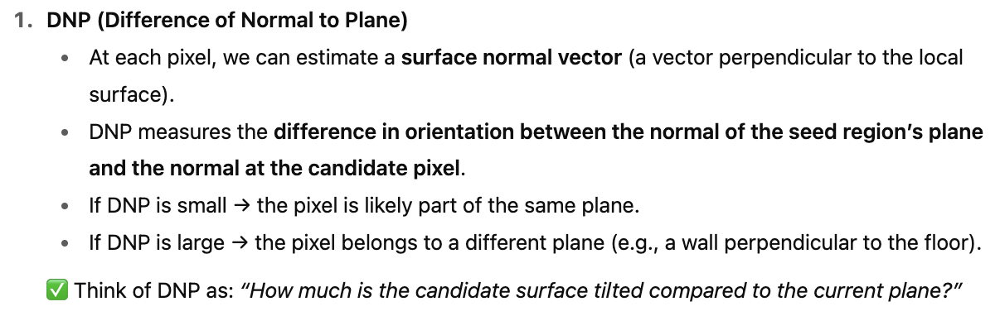 1. DNP (Difference of Normal to Plane)
• At each pixel, we can estimate a surface normal vector (a vector perpendicular to the local
surface).
• DNP measures the difference in orientation between the normal of the seed region’s plane
and the normal at the candidate pixel.
• If DNP is small → the pixel is likely part of the same plane.
• If DNP is large → the pixel belongs to a different plane (e.g., a wall perpendicular to the floor).
✅ Think of DNP as: “How much is the candidate surface tilted compared to the current plane?”